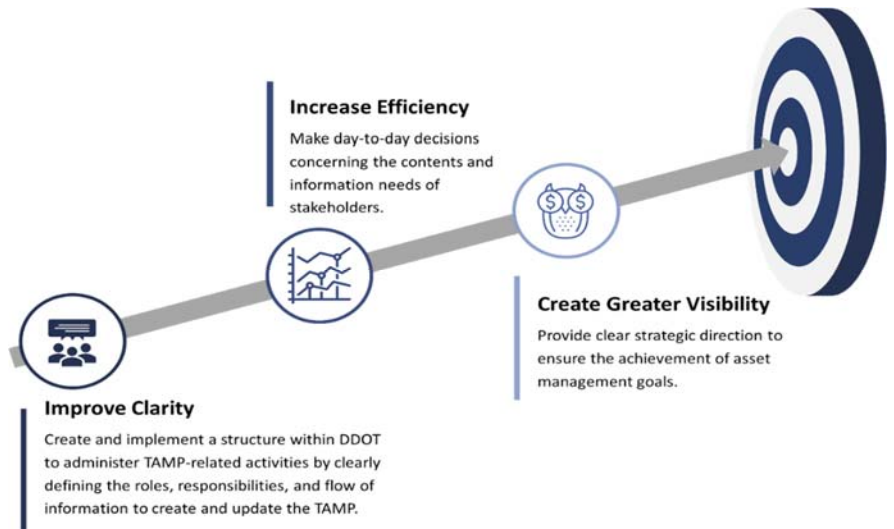 Increase Efficiency
Make day-to-day decisions
concerning the contents and
information needs of
stakeholders.
$ $
Create Greater Visibility
Provide clear strategic direction to
ensure the achievement of asset
management goals.
Improve Clarity
Create and implement a structure within DDOT
to administer TAMP-related activities by clearly
defining the roles, responsibilities, and flow of
information to create and update the TAMP.